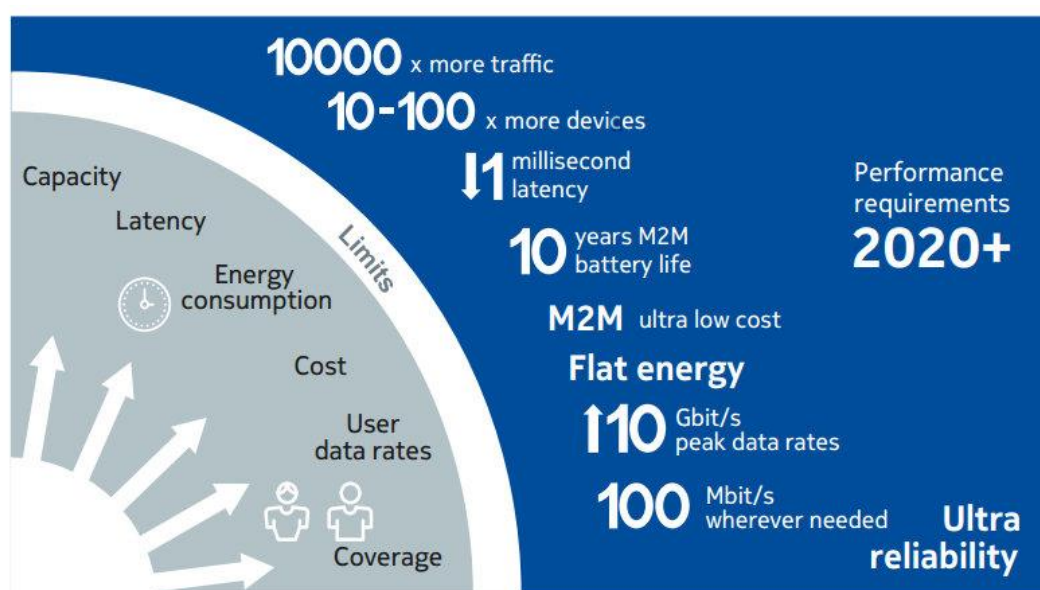 10000 x more traffic
10-100 x more devices
1 millisecond
latency
10 years M2M
battery life
M2M ultra low cost
Flat energy
10 Gbit/s
peak data rates
100 Mbit/s
wherever needed
Ultra
reliability
Performance
requirements
2020+
Limits
Capacity
Latency
Energy
consumption
Cost
User
data rates
Coverage